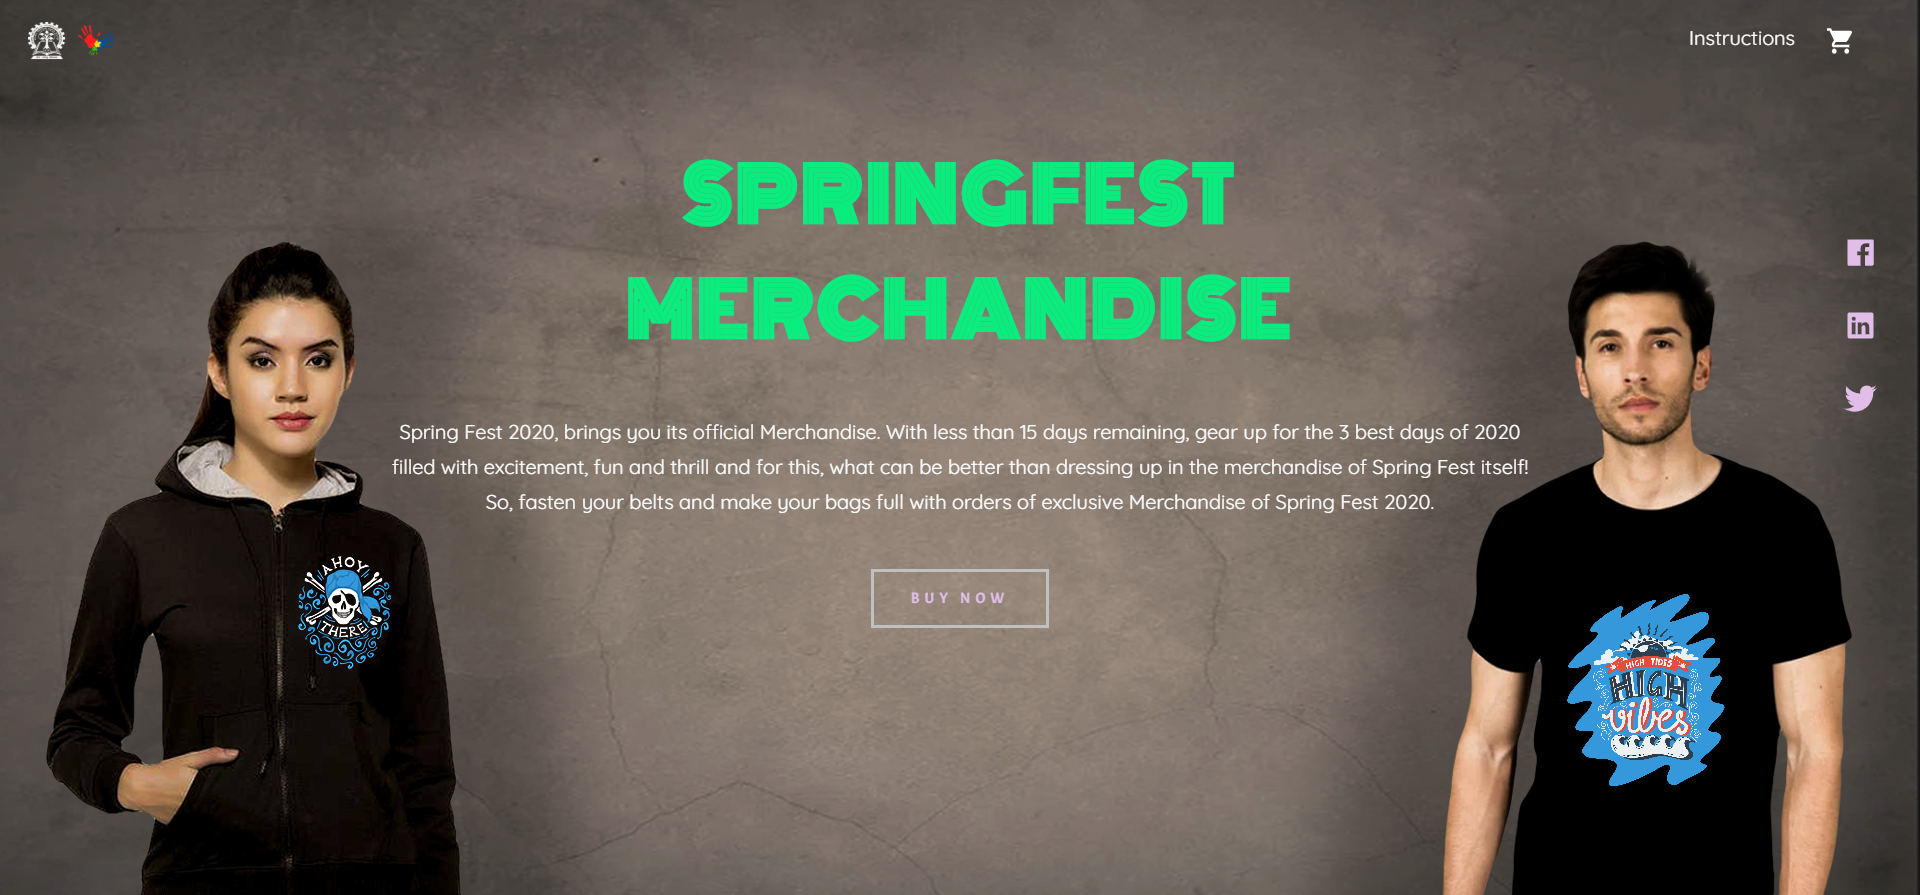 Instructions
SPRINGFEST
MERCHANDISE
Spring Fest 2020, brings you its official Merchandise. With less than 15 days remaining, gear up for the 3 best days of 2020
filled with excitement, fun and thrill and for this, what can be better than dressing up in the merchandise of Spring Fest itself!
So, fasten your belts and make your bags full with orders of exclusive Merchandise of Spring Fest 2020.
BUY NOW
AHOY
THERE
HIGH TIDES
HIGH
vibes